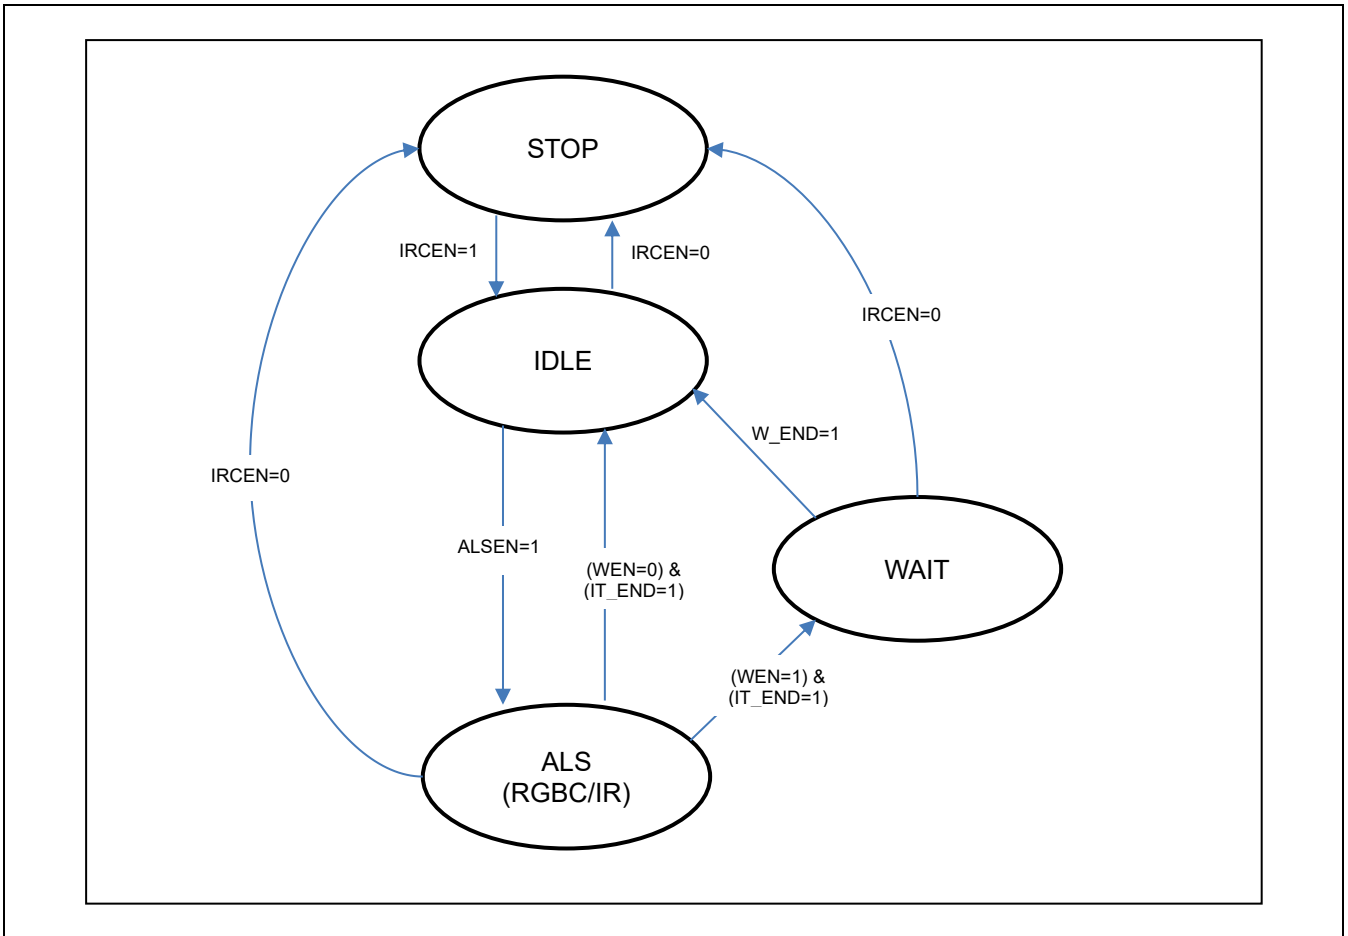 STOP
IRCEN=1
IRCEN=0
IRCEN=0
IDLE
W_END=1
IRCEN=0
ALSEN=1
(WEN=0) &
(IT_END=1)
WAIT
(WEN=1) &
(IT_END=1)
ALS
(RGBC/IR)